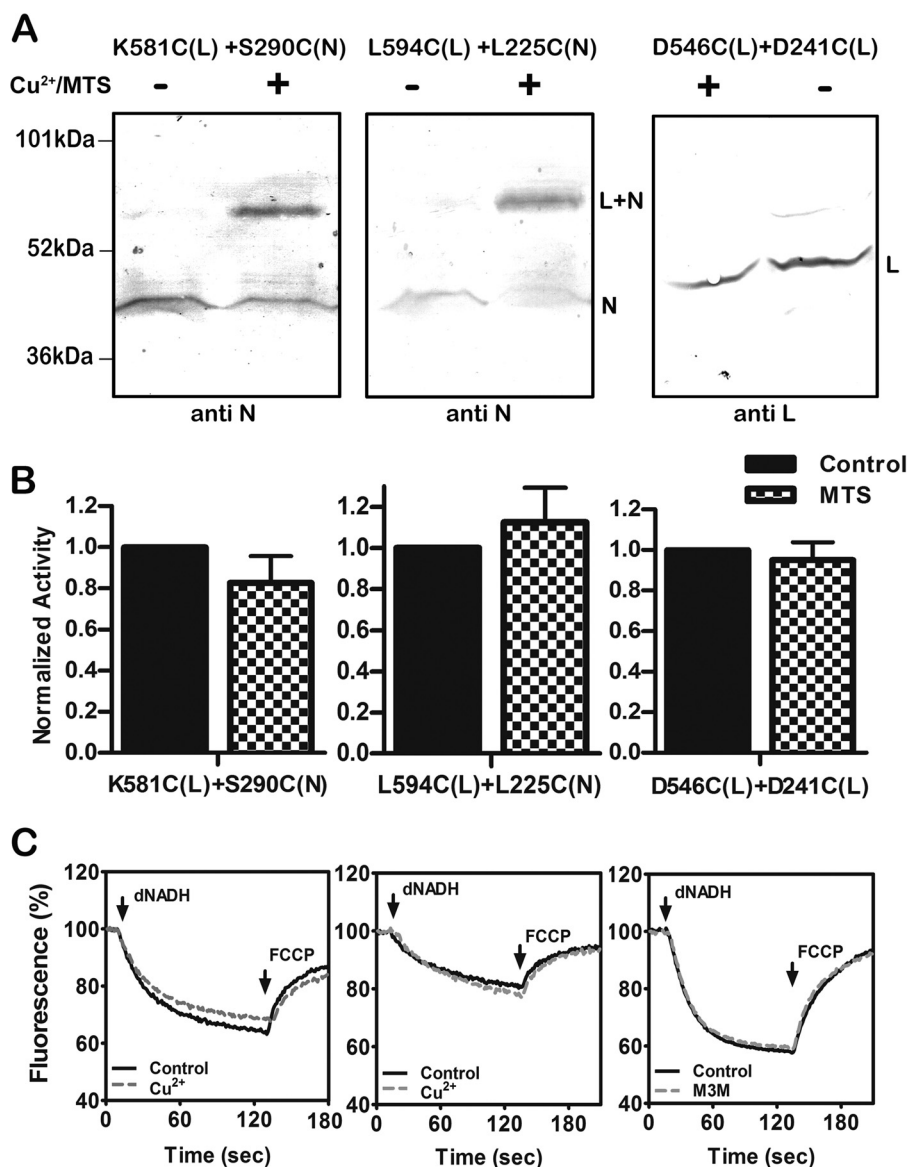 A
K581C(L) +S290C(N) L594C(L)+L225C(N) D546C(L)+D241C(L)
Cu²⁺/MTS - + - + + -
101kDa
52kDa
36kDa
L+N
N
L
anti N anti N anti L
B
Control
MTS
Normalized Activity
1.2 1.2 1.2
1.0 1.0 1.0
0.8 0.8 0.8
0.6 0.6 0.6
0.4 0.4 0.4
0.2 0.2 0.2
0.0 0.0 0.0
K581C(L)+S290C(N) L594C(L)+L225C(N) D546C(L)+D241C(L)
C
Fluorescence (%)
120 120 120
100 100 100
80 80 80
60 60 60
40 40 40
dNADH dNADH dNADH
FCCP FCCP FCCP
Control Control Control
Cu²⁺ Cu²⁺ M3M
0 60 120 180 0 60 120 180 0 60 120 180
Time (sec) Time (sec) Time (sec)